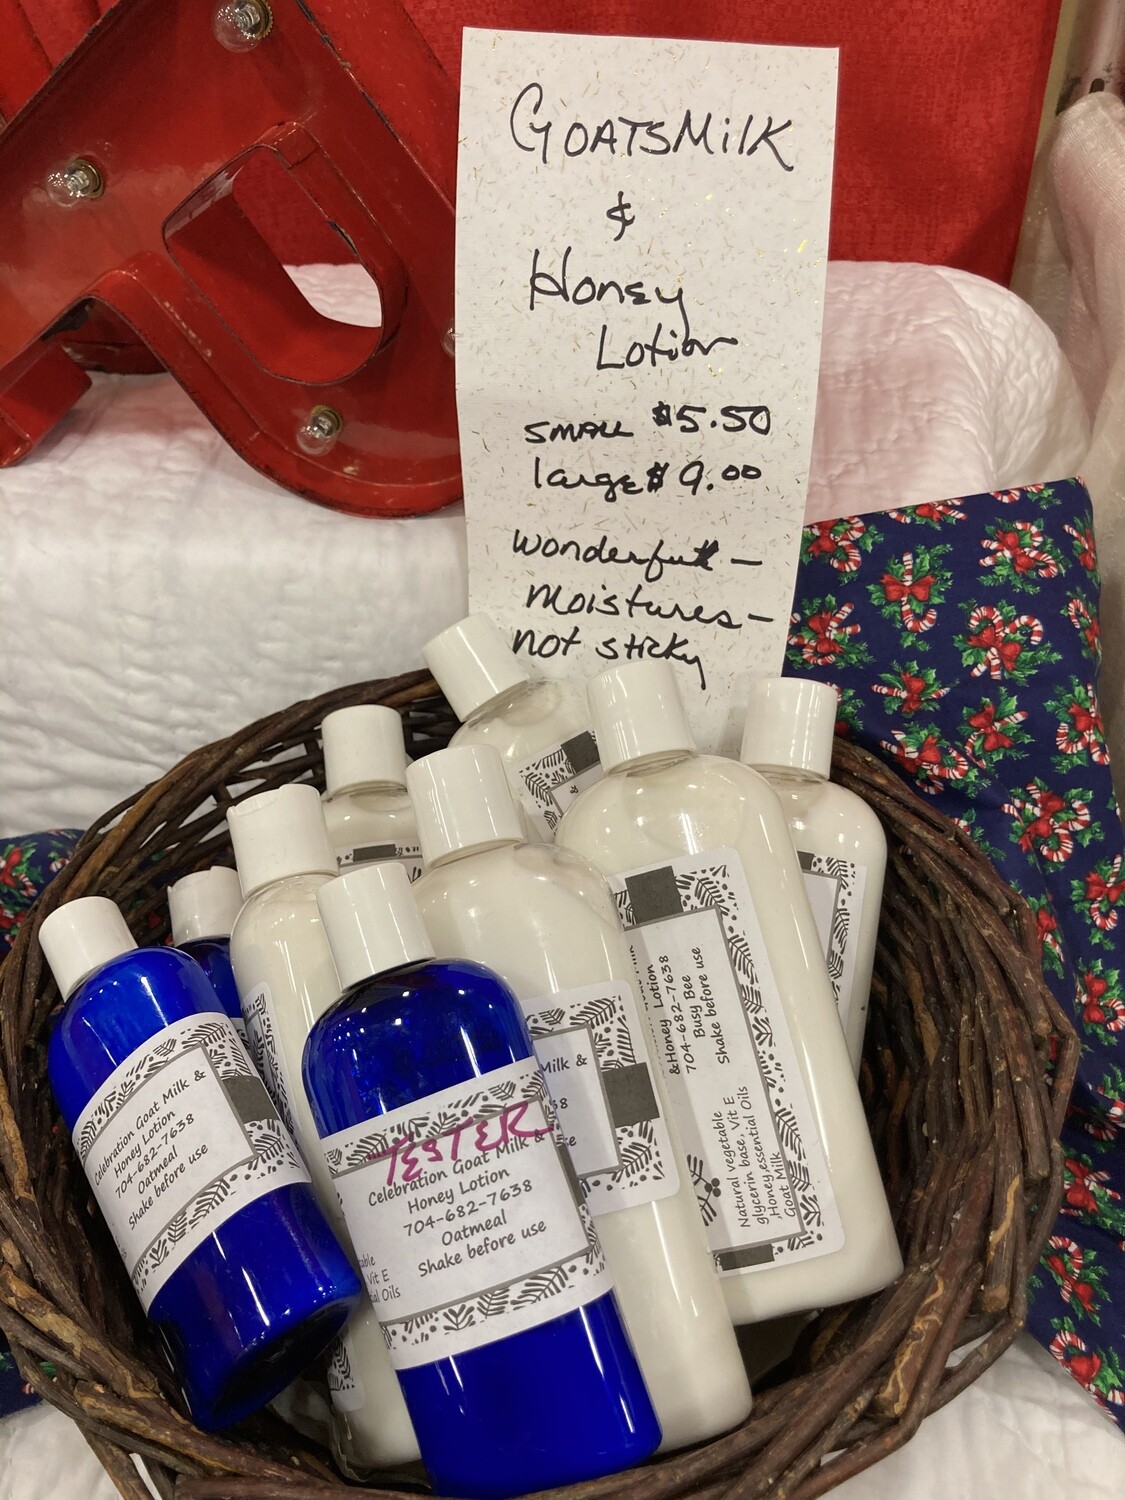 GOATSMilK
&
Honey
Lotion
small $5.50
large $ 9.00
wonderful —
moistures —
not sticky
Celebration Goat Milk &
Honey Lotion
704-682-7638
Oatmeal
Shake before use
TESTER
Celebration Goat Milk &
Honey Lotion
704-682-7638
Oatmeal
Shake before use
Vit E
Oils
Milk &
&Honey Lotion
704-682-7638
Busy Bee
Shake before use
Natural vegetable
glycerin base, Vit E
,Honey,essential Oils
Goat Milk